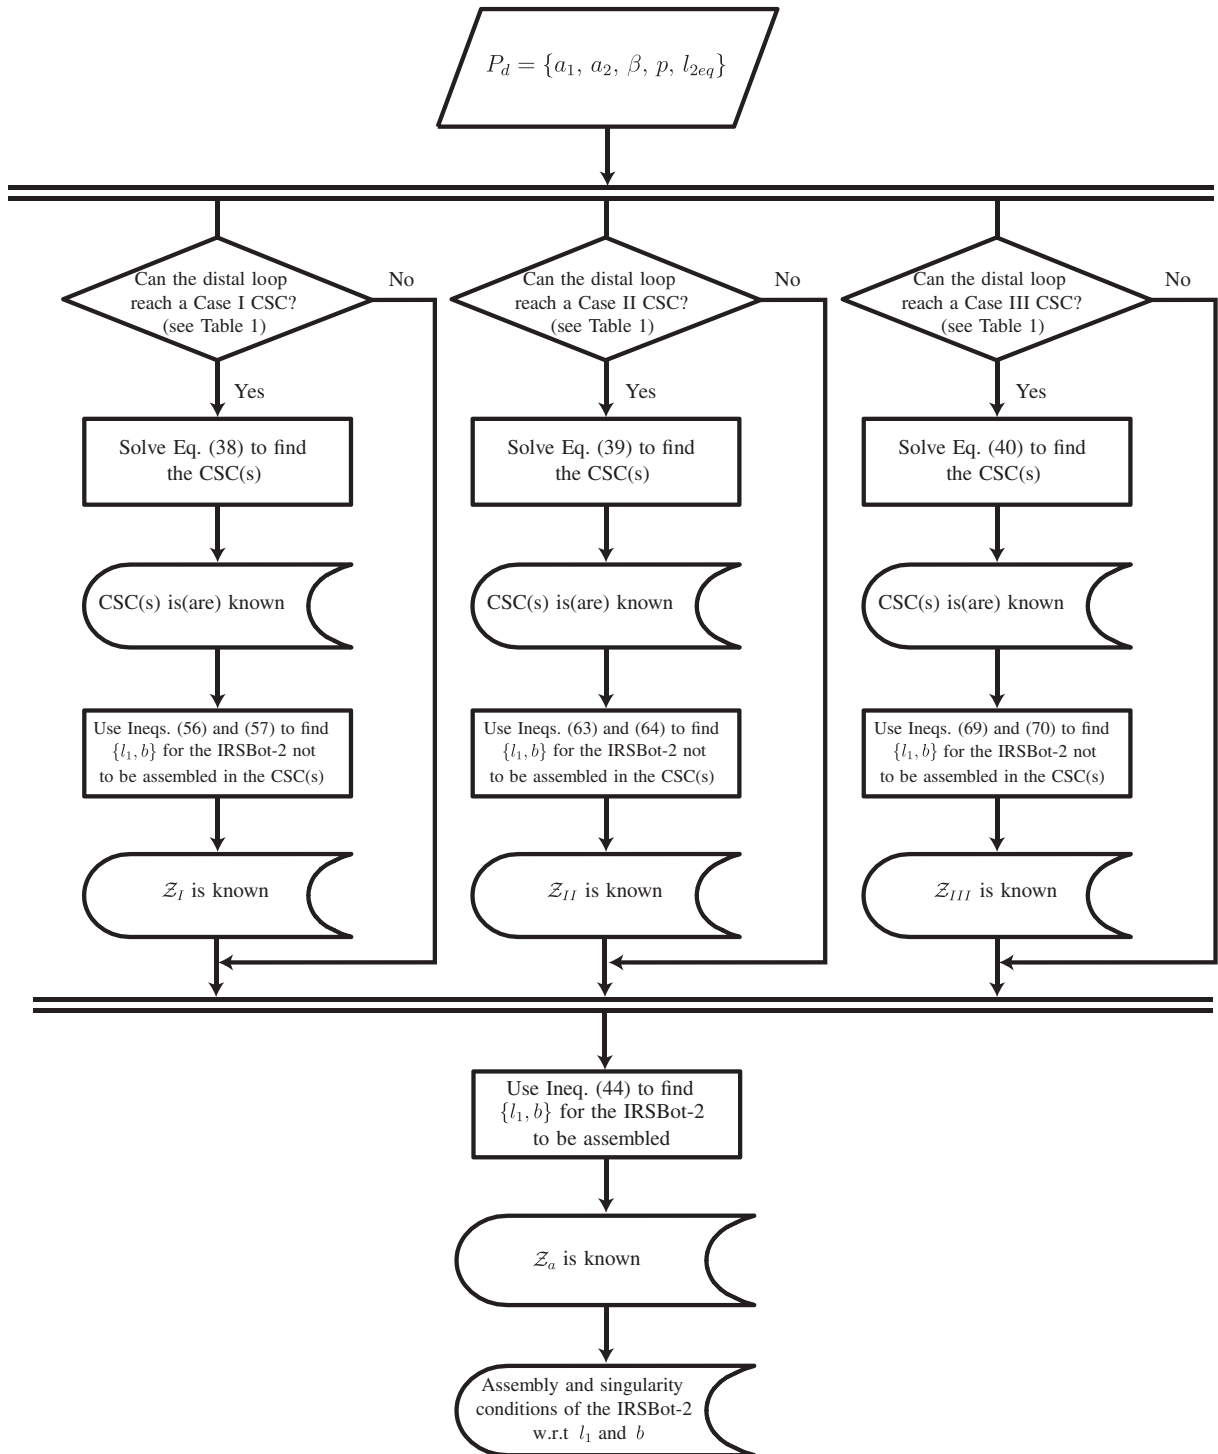 P_d = {a_1, a_2, β, p, l_{2eq}}
Can the distal loop
reach a Case I CSC?
(see Table 1)
No
Yes
Solve Eq. (38) to find
the CSC(s)
CSC(s) is(are) known
Use Ineqs. (56) and (57) to find
{l_1, b} for the IRSBot-2 not
to be assembled in the CSC(s)
Z_I is known
Can the distal loop
reach a Case II CSC?
(see Table 1)
No
Yes
Solve Eq. (39) to find
the CSC(s)
CSC(s) is(are) known
Use Ineqs. (63) and (64) to find
{l_1, b} for the IRSBot-2 not
to be assembled in the CSC(s)
Z_{II} is known
Can the distal loop
reach a Case III CSC?
(see Table 1)
No
Yes
Solve Eq. (40) to find
the CSC(s)
CSC(s) is(are) known
Use Ineqs. (69) and (70) to find
{l_1, b} for the IRSBot-2 not
to be assembled in the CSC(s)
Z_{III} is known
Use Ineq. (44) to find
{l_1, b} for the IRSBot-2
to be assembled
Z_a is known
Assembly and singularity
conditions of the IRSBot-2
w.r.t l_1 and b